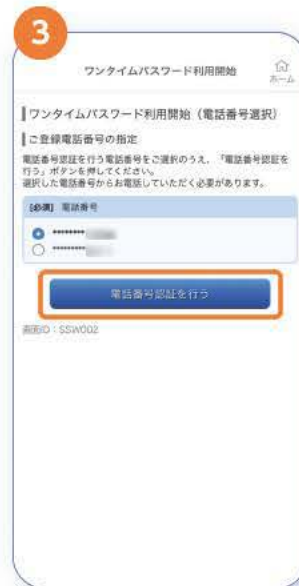 3
ワンタイムパスワード利用開始
ホーム
ワンタイムパスワード利用開始（電話番号選択）
ご登録電話番号の指定
電話番号認証を行う電話番号をご選択のうえ、「電話番号認証を
行う」ボタンを押してください。
選択した電話番号からお電話していただく必要があります。
[必須] 電話番号
********
*********
電話番号認証を行う
画面ID：SSW002